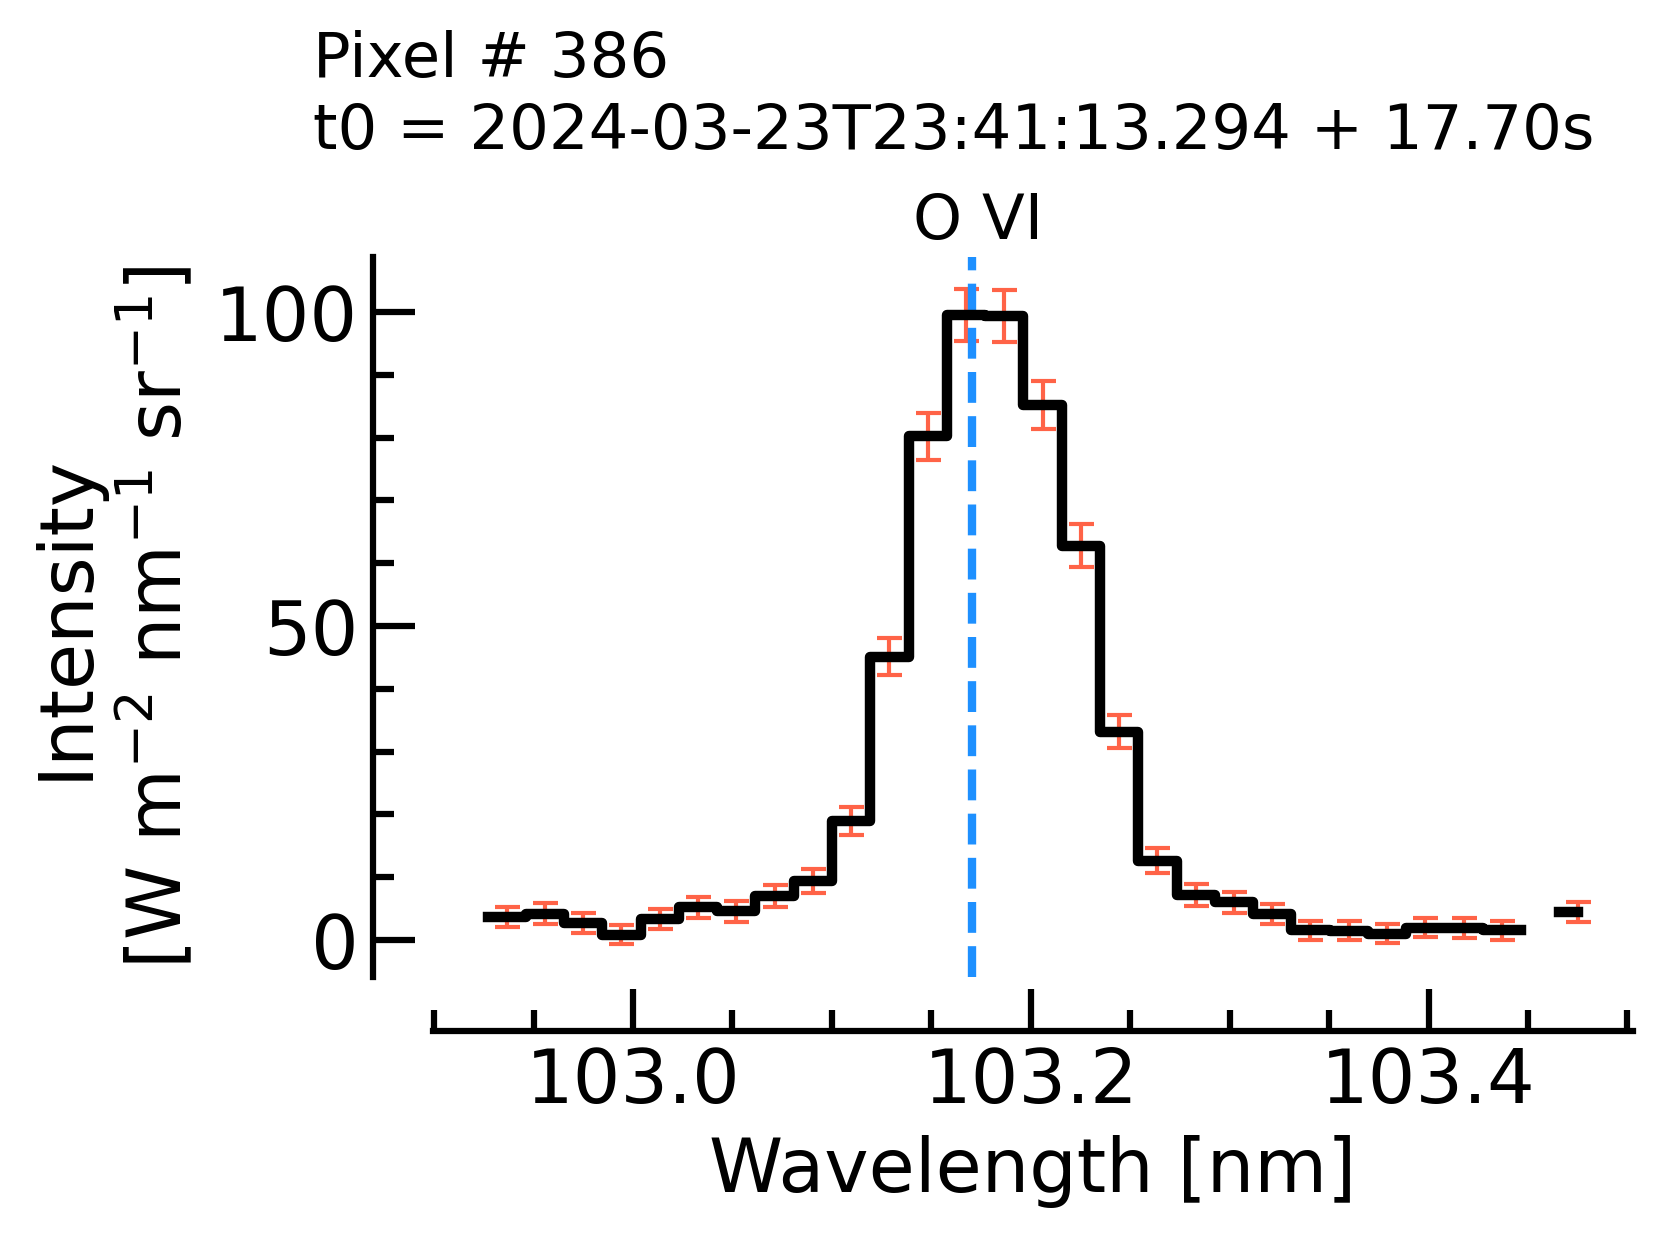 Pixel # 386
t0 = 2024-03-23T23:41:13.294 + 17.70s
O VI
Intensity
[W m⁻² nm⁻¹ sr⁻¹]
100
50
0
103.0 103.2 103.4
Wavelength [nm]